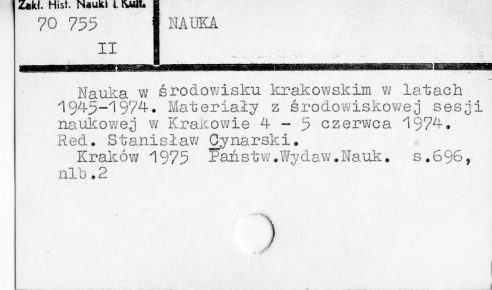 Zakł. Hist. Nauki i Kult.
70 755
II
NAUKA
Nauka w środowisku krakowskim w latach
1945-1974. Materiały z środowiskowej sesji
naukowej w Krakowie 4 - 5 czerwca 1974.
Red. Stanisław Cynarski.
Kraków 1975 Państw.Wydaw.Nauk. s.696,
nlb.2